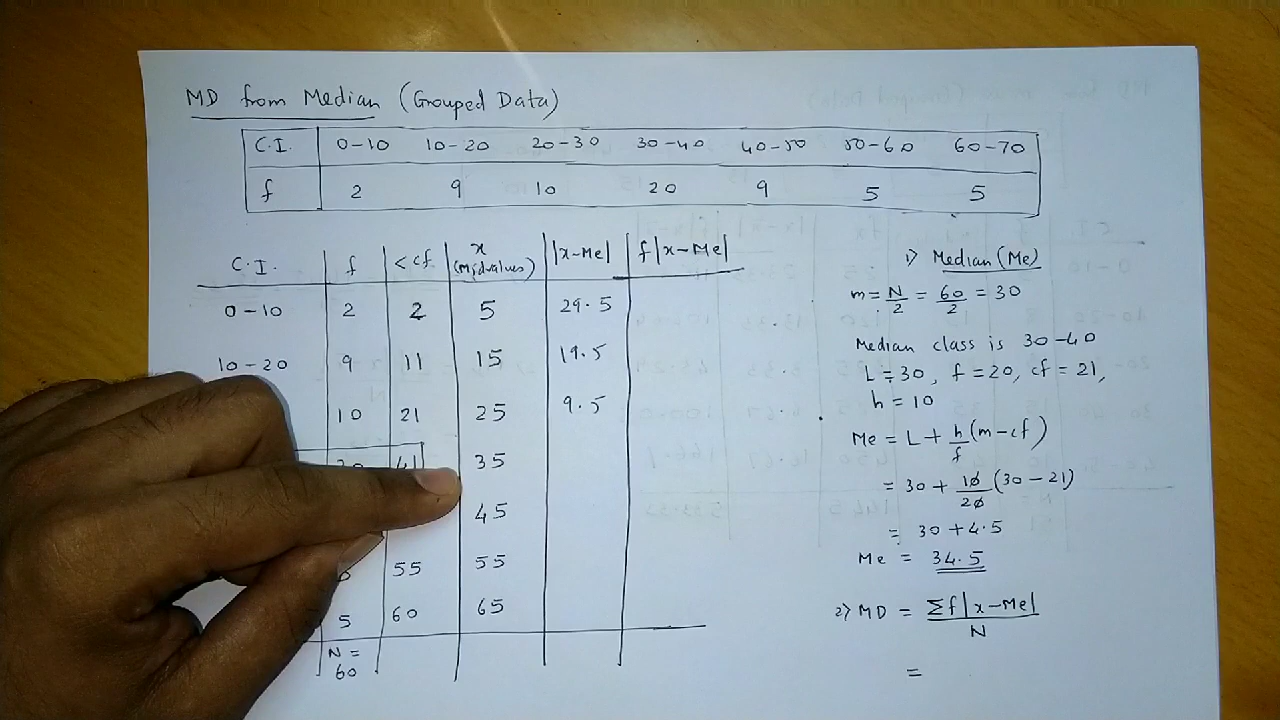 MD from Median (Grouped Data)
C.I. 0-10 10-20 20-30 30-40 40-50 50-60 60-70
f 2 9 10 20 9 5 5
C.I. f <cf x (midvalues) |x-Me| f|x-Me|
0-10 2 2 5 29.5
10-20 9 11 15 19.5
10 21 25 9.5
41 35
45
55 55
5 60 65
N = 60
1) Median (Me)
m = N/2 = 60/2 = 30
Median class is 30-40
L = 30, f = 20, cf = 21,
h = 10
Me = L + h/f (m-cf)
= 30 + 10/20 (30-21)
= 30 + 4.5
Me = 34.5
2) MD = Σf|x-Me|/N
=